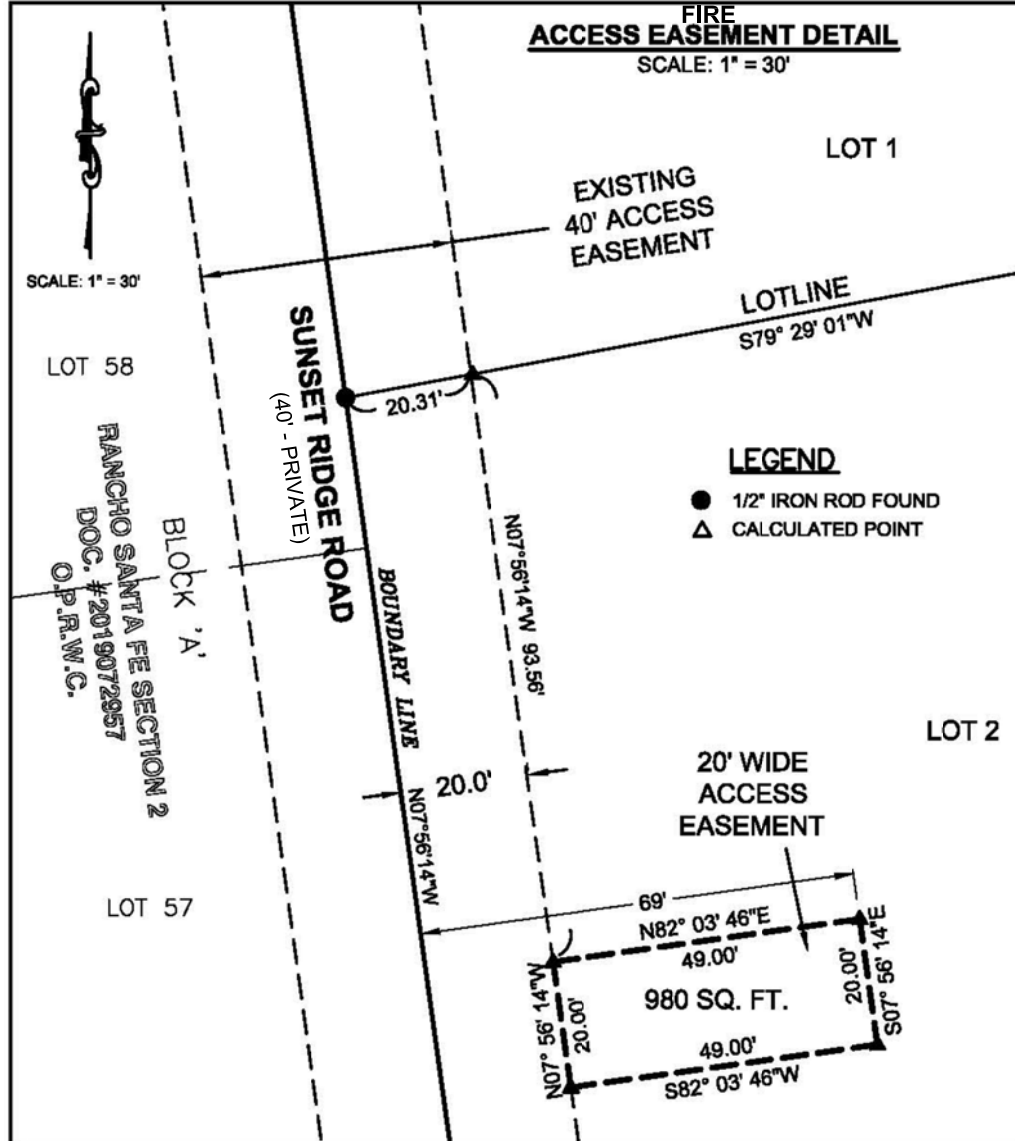 FIRE
ACCESS EASEMENT DETAIL
SCALE: 1" = 30'
LOT 1
EXISTING
40' ACCESS
EASEMENT
SCALE: 1" = 30'
LOTLINE
S79° 29' 01"W
LOT 58
SUNSET RIDGE ROAD
(40' - PRIVATE)
20.31'
LEGEND
1/2" IRON ROD FOUND
CALCULATED POINT
RANCHO SANTA FE SECTION 2
DOC. #2019072957
O.P.R.W.C.
BLOCK 'A'
BOUNDARY LINE
N07°56'14"W 93.56'
LOT 2
20' WIDE
ACCESS
EASEMENT
20.0'
N07°56'14"W
LOT 57
69'
N82° 03' 46"E
49.00'
N07° 56' 14"W
20.00'
980 SQ. FT.
20.00'
S07° 56' 14"E
49.00'
S82° 03' 46"W